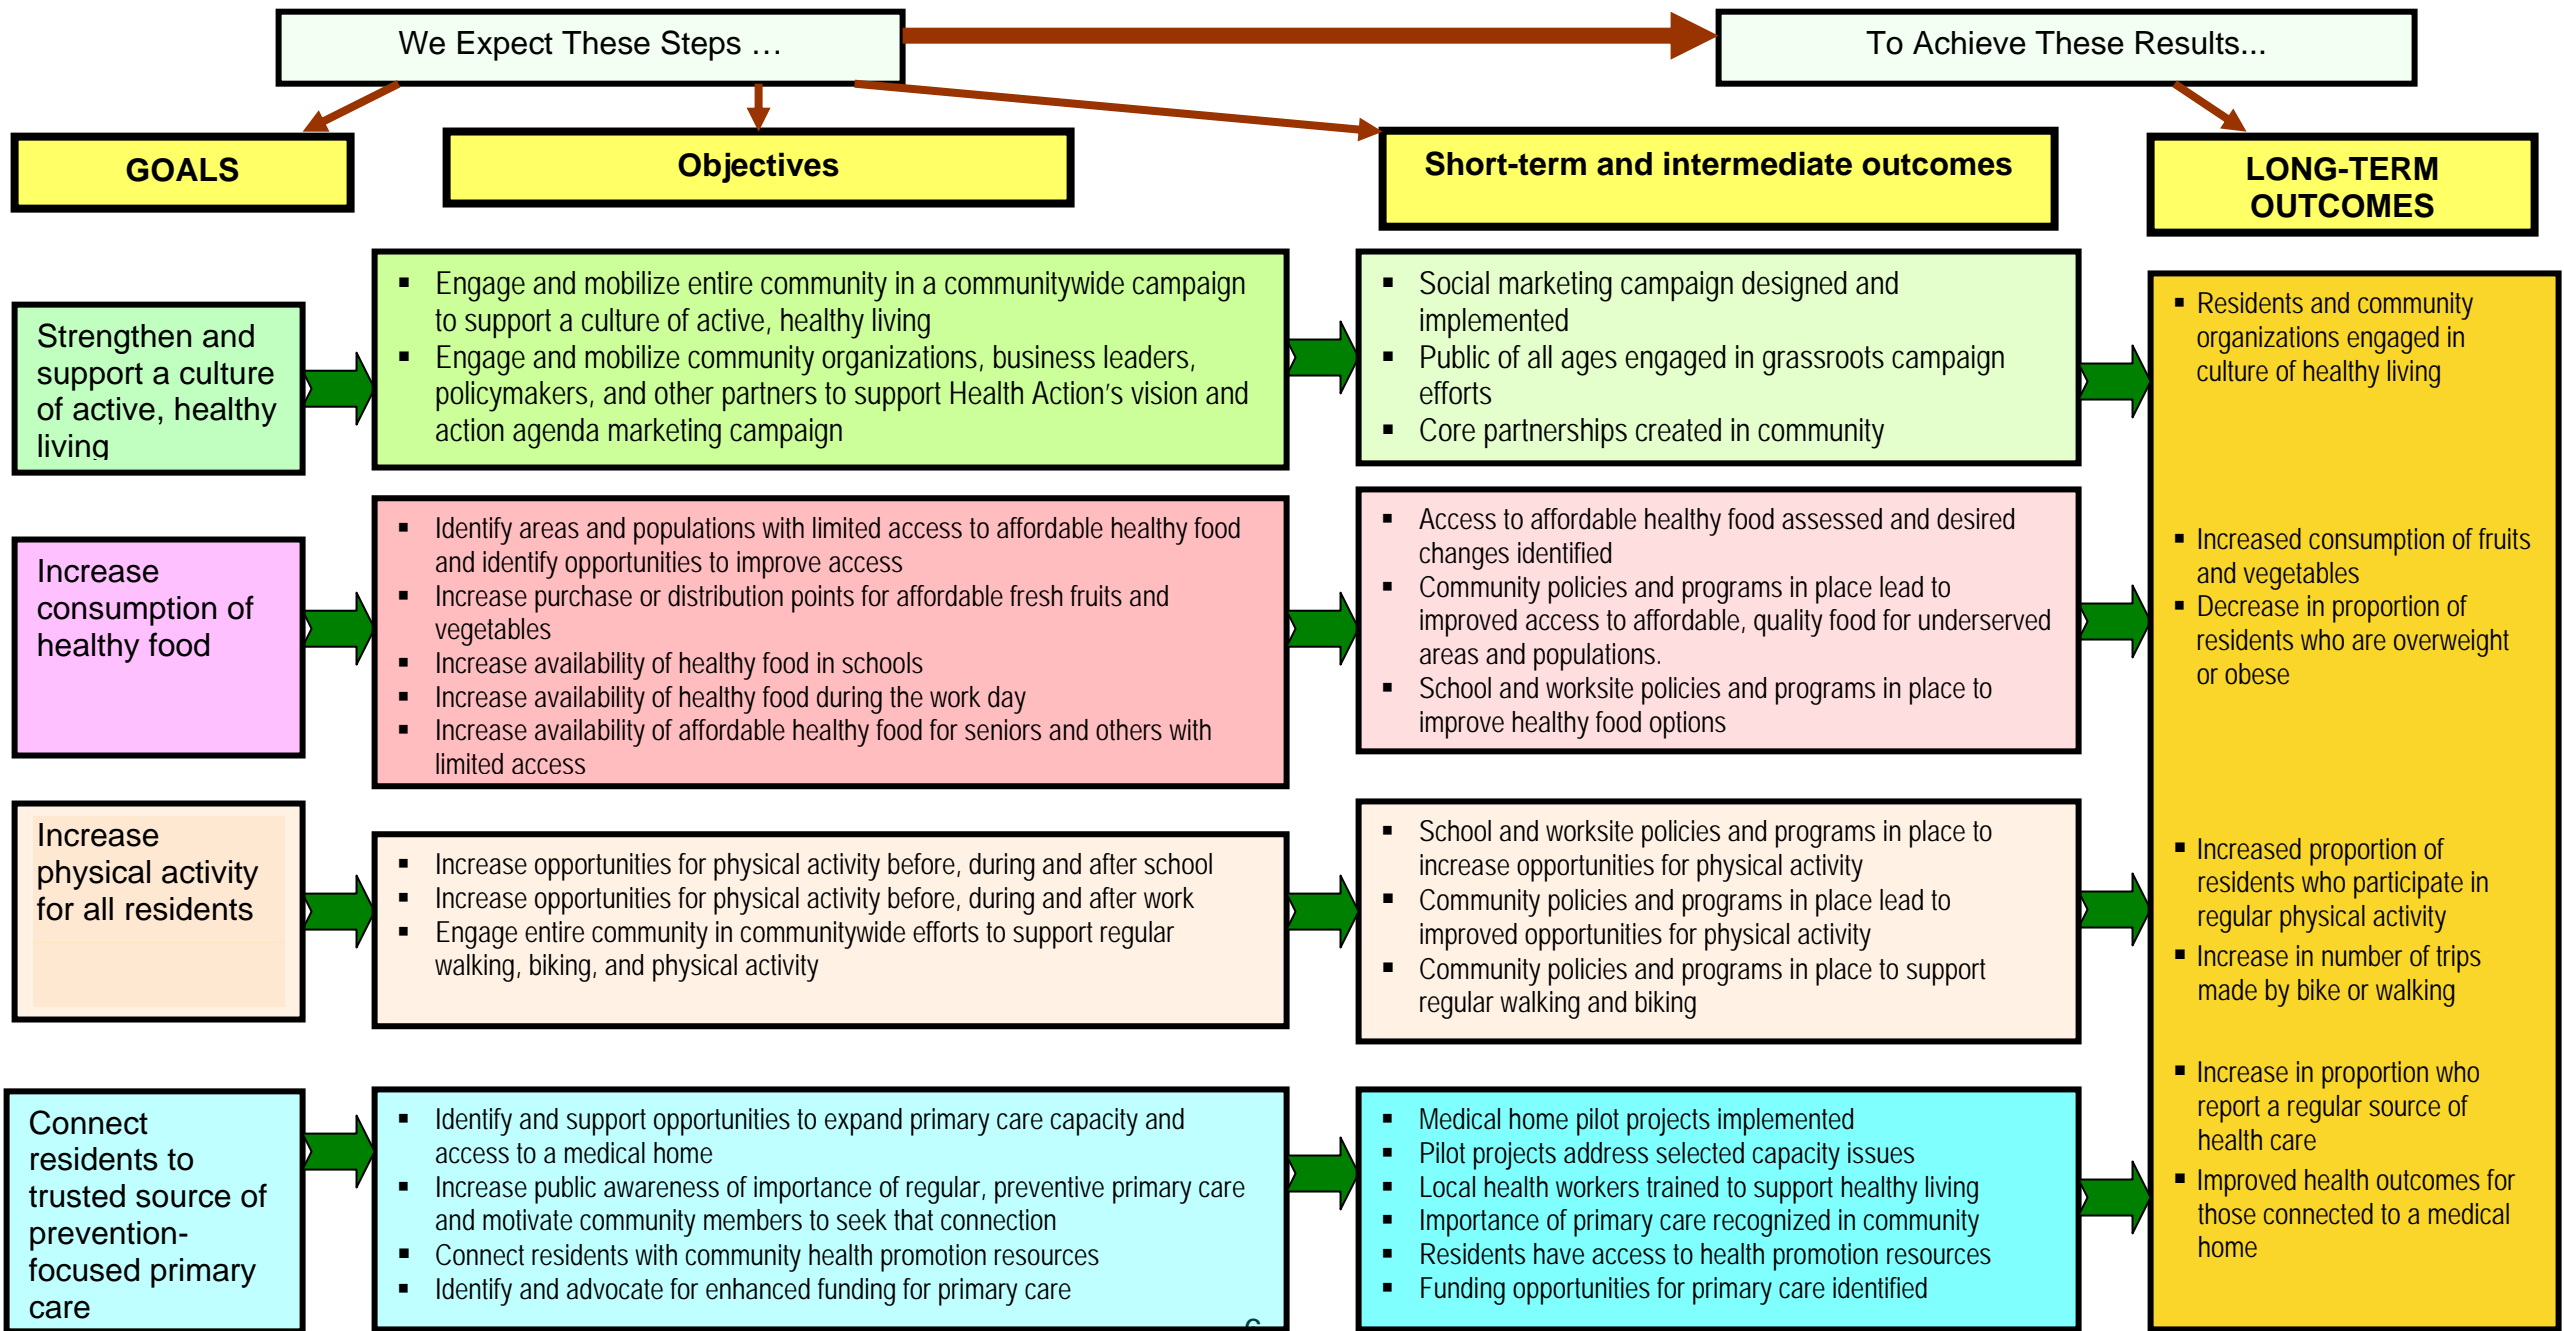 We Expect These Steps …
To Achieve These Results...
GOALS
Objectives
Short-term and intermediate outcomes
LONG-TERM
OUTCOMES
Strengthen and
support a culture
of active, healthy
living
▪ Engage and mobilize entire community in a communitywide campaign
to support a culture of active, healthy living
▪ Engage and mobilize community organizations, business leaders,
policymakers, and other partners to support Health Action's vision and
action agenda marketing campaign
▪ Social marketing campaign designed and
implemented
▪ Public of all ages engaged in grassroots campaign
efforts
▪ Core partnerships created in community
▪ Residents and community
organizations engaged in
culture of healthy living
Increase
consumption of
healthy food
▪ Identify areas and populations with limited access to affordable healthy food
and identify opportunities to improve access
▪ Increase purchase or distribution points for affordable fresh fruits and
vegetables
▪ Increase availability of healthy food in schools
▪ Increase availability of healthy food during the work day
▪ Increase availability of affordable healthy food for seniors and others with
limited access
▪ Access to affordable healthy food assessed and desired
changes identified
▪ Community policies and programs in place lead to
improved access to affordable, quality food for underserved
areas and populations.
▪ School and worksite policies and programs in place to
improve healthy food options
▪ Increased consumption of fruits
and vegetables
▪ Decrease in proportion of
residents who are overweight
or obese
Increase
physical activity
for all residents
▪ Increase opportunities for physical activity before, during and after school
▪ Increase opportunities for physical activity before, during and after work
▪ Engage entire community in communitywide efforts to support regular
walking, biking, and physical activity
▪ School and worksite policies and programs in place to
increase opportunities for physical activity
▪ Community policies and programs in place lead to
improved opportunities for physical activity
▪ Community policies and programs in place to support
regular walking and biking
▪ Increased proportion of
residents who participate in
regular physical activity
▪ Increase in number of trips
made by bike or walking
Connect
residents to
trusted source of
prevention-
focused primary
care
▪ Identify and support opportunities to expand primary care capacity and
access to a medical home
▪ Increase public awareness of importance of regular, preventive primary care
and motivate community members to seek that connection
▪ Connect residents with community health promotion resources
▪ Identify and advocate for enhanced funding for primary care
▪ Medical home pilot projects implemented
▪ Pilot projects address selected capacity issues
▪ Local health workers trained to support healthy living
▪ Importance of primary care recognized in community
▪ Residents have access to health promotion resources
▪ Funding opportunities for primary care identified
▪ Increase in proportion who
report a regular source of
health care
▪ Improved health outcomes for
those connected to a medical
home